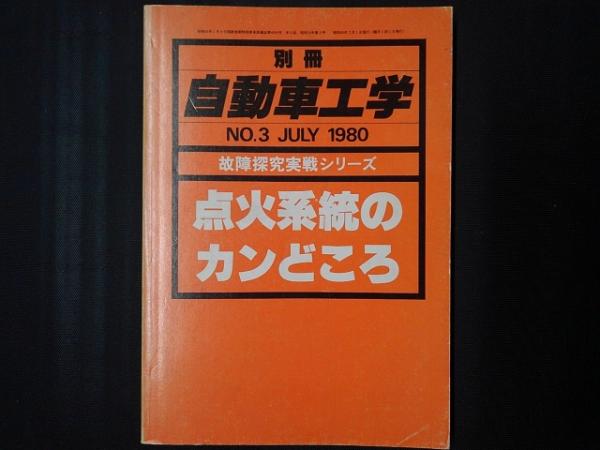 別冊
自動車工学
NO.3 JULY 1980
故障探究実戦シリーズ
点火系統の
カンどころ